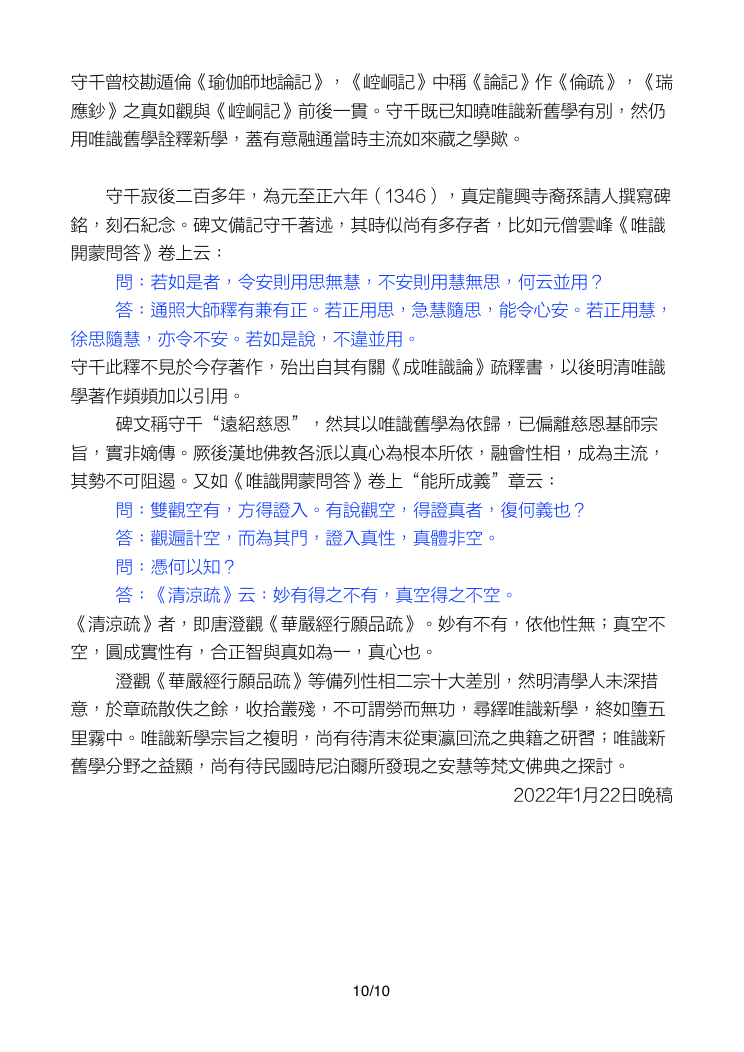 守千曾校勘遁倫《瑜伽師地論記》，《崆峒記》中稱《論記》作《倫疏》，《瑞
應鈔》之真如觀與《崆峒記》前後一貫。守千既已知曉唯識新舊學有別，然仍
用唯識舊學詮釋新學，蓋有意融通當時主流如來藏之學歟。
守千寂後二百多年，為元至正六年（1346），真定龍興寺裔孫請人撰寫碑
銘，刻石紀念。碑文備記守千著述，其時似尚有多存者，比如元僧雲峰《唯識
開蒙問答》卷上云：
問：若如是者，令安則用思無慧，不安則用慧無思，何云並用？
答：通照大師釋有兼有正。若正用思，急慧隨思，能令心安。若正用慧，
徐思隨慧，亦令不安。若如是說，不違並用。
守千此釋不見於今存著作，殆出自其有關《成唯識論》疏釋書，以後明清唯識
學著作頻頻加以引用。
碑文稱守千“遠紹慈恩”，然其以唯識舊學為依歸，已偏離慈恩基師宗
旨，實非嫡傳。厥後漢地佛教各派以真心為根本所依，融會性相，成為主流，
其勢不可阻遏。又如《唯識開蒙問答》卷上“能所成義”章云：
問：雙觀空有，方得證入。有說觀空，得證真者，復何義也？
答：觀遍計空，而為其門，證入真性，真體非空。
問：憑何以知？
答：《清涼疏》云：妙有得之不有，真空得之不空。
《清涼疏》者，即唐澄觀《華嚴經行願品疏》。妙有不有，依他性無；真空不
空，圓成實性有，合正智與真如為一，真心也。
澄觀《華嚴經行願品疏》等備列性相二宗十大差別，然明清學人未深措
意，於章疏散佚之餘，收拾叢殘，不可謂勞而無功，尋繹唯識新學，終如墮五
里霧中。唯識新學宗旨之複明，尚有待清末從東瀛回流之典籍之研習；唯識新
舊學分野之益顯，尚有待民國時尼泊爾所發現之安慧等梵文佛典之探討。
2022年1月22日晚稿
10/10